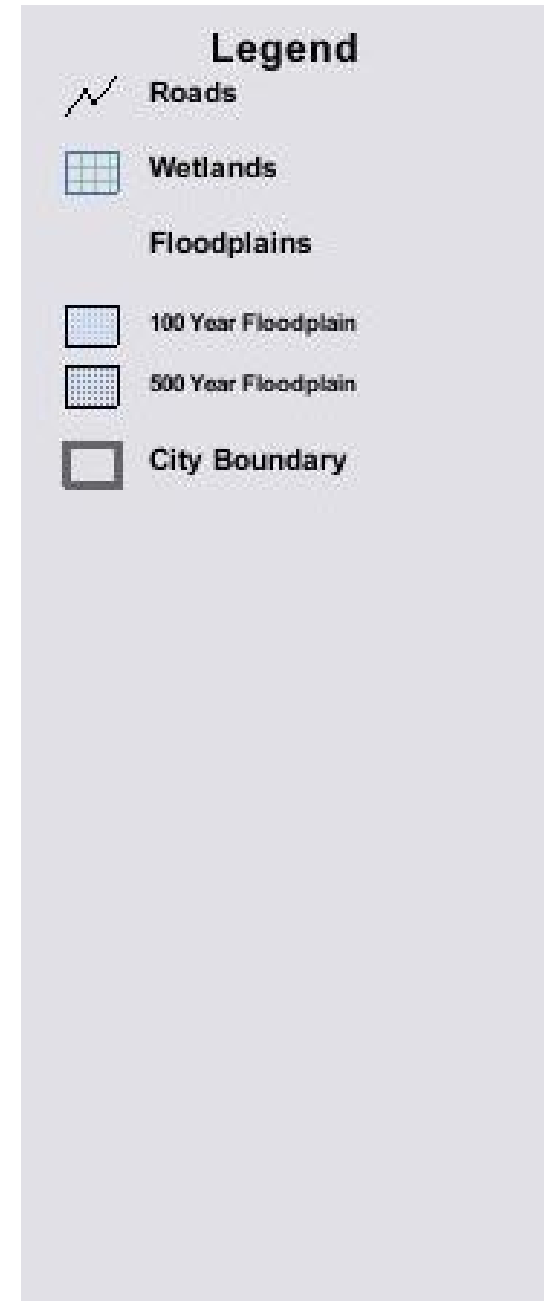 Legend
Roads
Wetlands
Floodplains
100 Year Floodplain
500 Year Floodplain
City Boundary